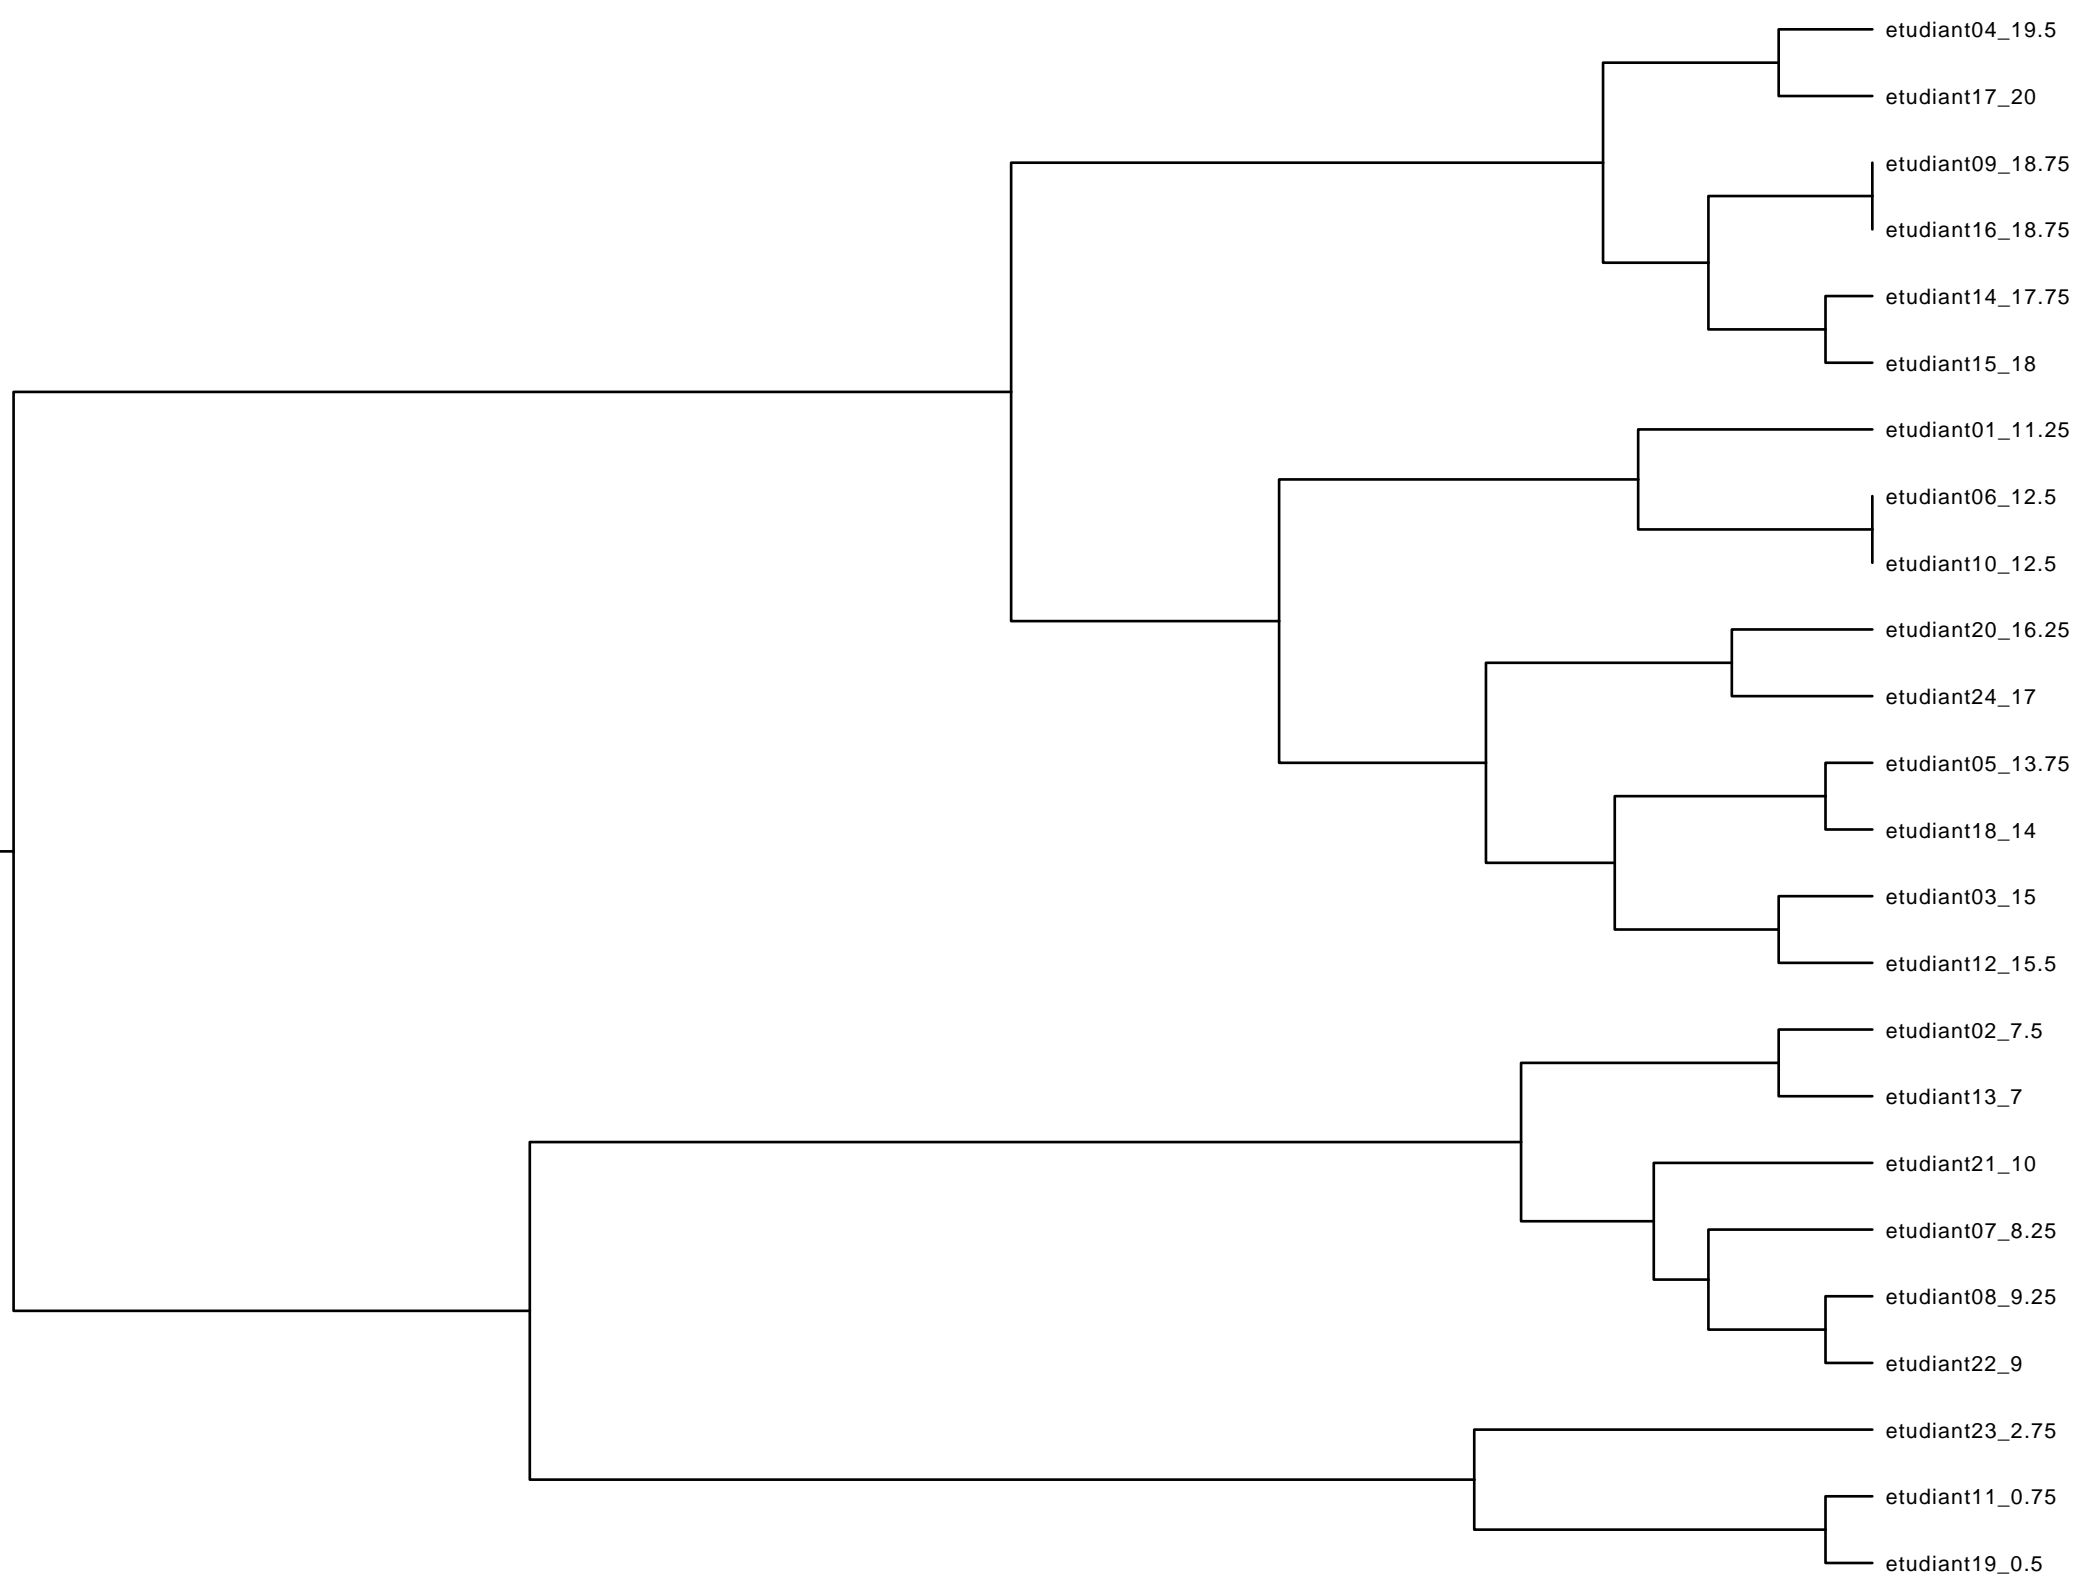 etudiant04_19.5
etudiant17_20
etudiant09_18.75
etudiant16_18.75
etudiant14_17.75
etudiant15_18
etudiant01_11.25
etudiant06_12.5
etudiant10_12.5
etudiant20_16.25
etudiant24_17
etudiant05_13.75
etudiant18_14
etudiant03_15
etudiant12_15.5
etudiant02_7.5
etudiant13_7
etudiant21_10
etudiant07_8.25
etudiant08_9.25
etudiant22_9
etudiant23_2.75
etudiant11_0.75
etudiant19_0.5